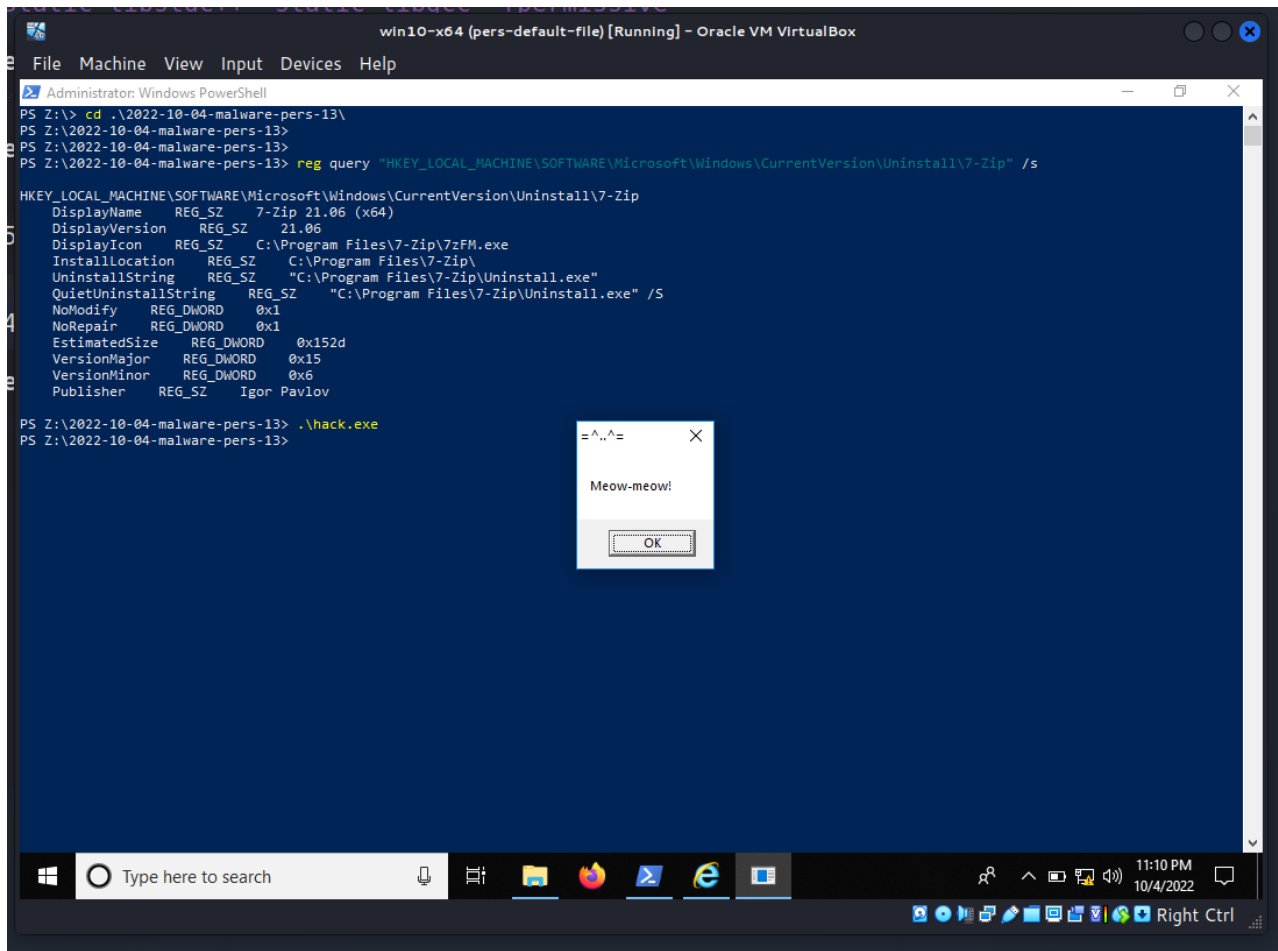 static-libstdc++ -static-libgcc -fpermissive
win10-x64 (pers-default-file) [Running] - Oracle VM VirtualBox
File Machine View Input Devices Help
Administrator: Windows PowerShell
PS Z:\> cd .\2022-10-04-malware-pers-13\
PS Z:\2022-10-04-malware-pers-13>
PS Z:\2022-10-04-malware-pers-13>
PS Z:\2022-10-04-malware-pers-13> reg query "HKEY_LOCAL_MACHINE\SOFTWARE\Microsoft\Windows\CurrentVersion\Uninstall\7-Zip" /s
HKEY_LOCAL_MACHINE\SOFTWARE\Microsoft\Windows\CurrentVersion\Uninstall\7-Zip
DisplayName REG_SZ 7-Zip 21.06 (x64)
DisplayVersion REG_SZ 21.06
DisplayIcon REG_SZ C:\Program Files\7-Zip\7zFM.exe
InstallLocation REG_SZ C:\Program Files\7-Zip\
UninstallString REG_SZ "C:\Program Files\7-Zip\Uninstall.exe"
QuietUninstallString REG_SZ "C:\Program Files\7-Zip\Uninstall.exe" /S
NoModify REG_DWORD 0x1
NoRepair REG_DWORD 0x1
EstimatedSize REG_DWORD 0x152d
VersionMajor REG_DWORD 0x15
VersionMinor REG_DWORD 0x6
Publisher REG_SZ Igor Pavlov
PS Z:\2022-10-04-malware-pers-13> .\hack.exe
PS Z:\2022-10-04-malware-pers-13>
=^..^=
Meow-meow!
OK
Type here to search
11:10 PM
10/4/2022
Right Ctrl